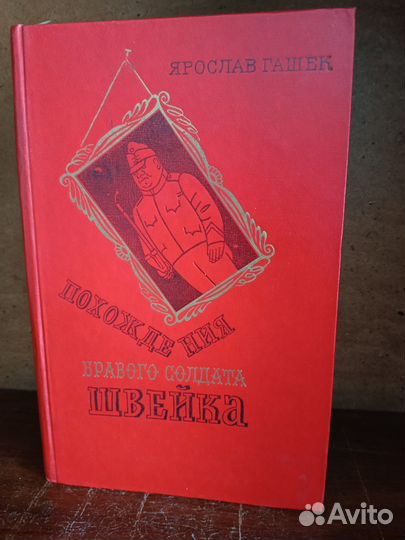 ЯРОСЛАВ ГАШЕК
ПОХОЖДЕНИЯ
БРАВОГО СОЛДАТА
ШВЕЙКА
Avito